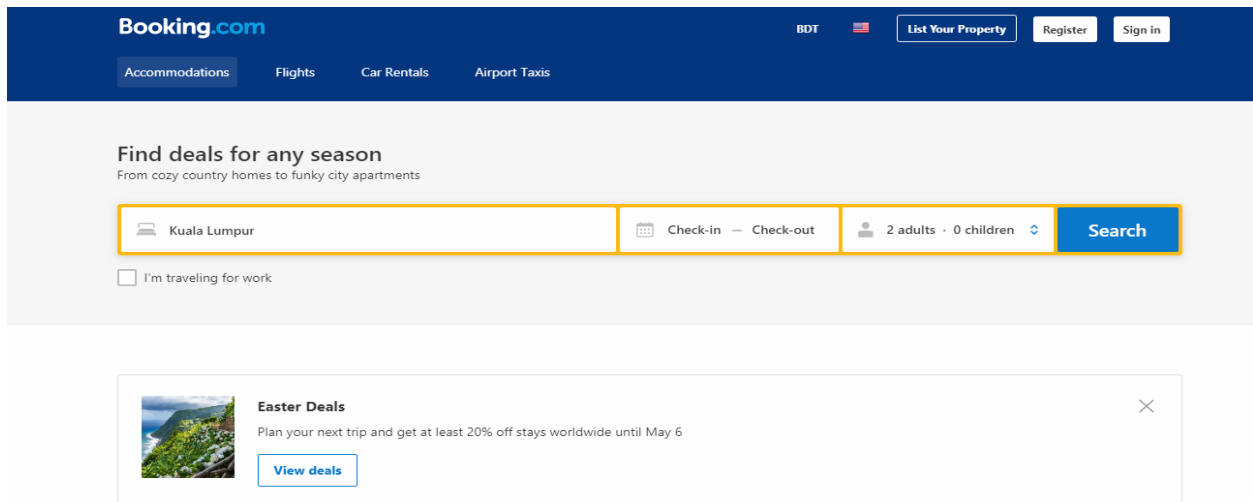 Booking.com
BDT
List Your Property
Register
Sign in
Accommodations
Flights
Car Rentals
Airport Taxis
Find deals for any season
From cozy country homes to funky city apartments
Kuala Lumpur
Check-in — Check-out
2 adults · 0 children
Search
I'm traveling for work
Easter Deals
Plan your next trip and get at least 20% off stays worldwide until May 6
View deals